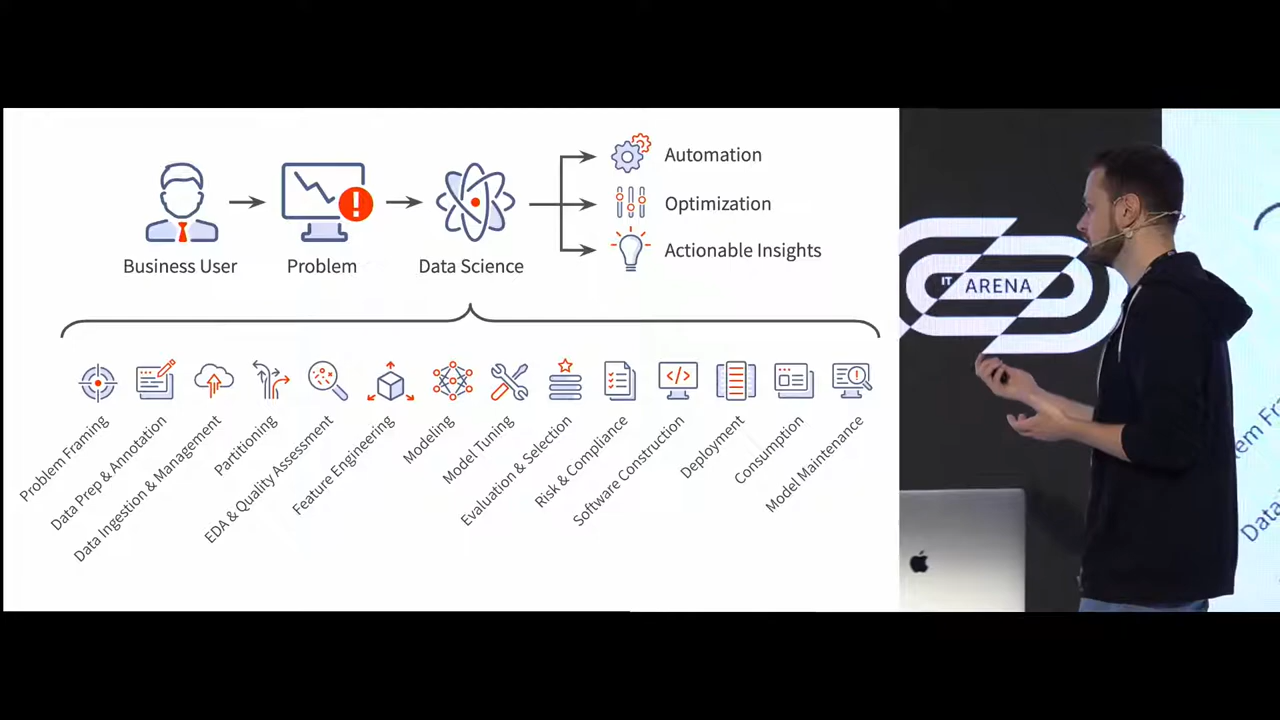 Automation
Optimization
Actionable Insights
Business User
Problem
Data Science
Problem Framing
Data Prep & Annotation
Data Ingestion & Management
Partitioning
EDA & Quality Assessment
Feature Engineering
Modeling
Model Tuning
Evaluation & Selection
Risk & Compliance
Software Construction
Deployment
Consumption
Model Maintenance
IT ARENA